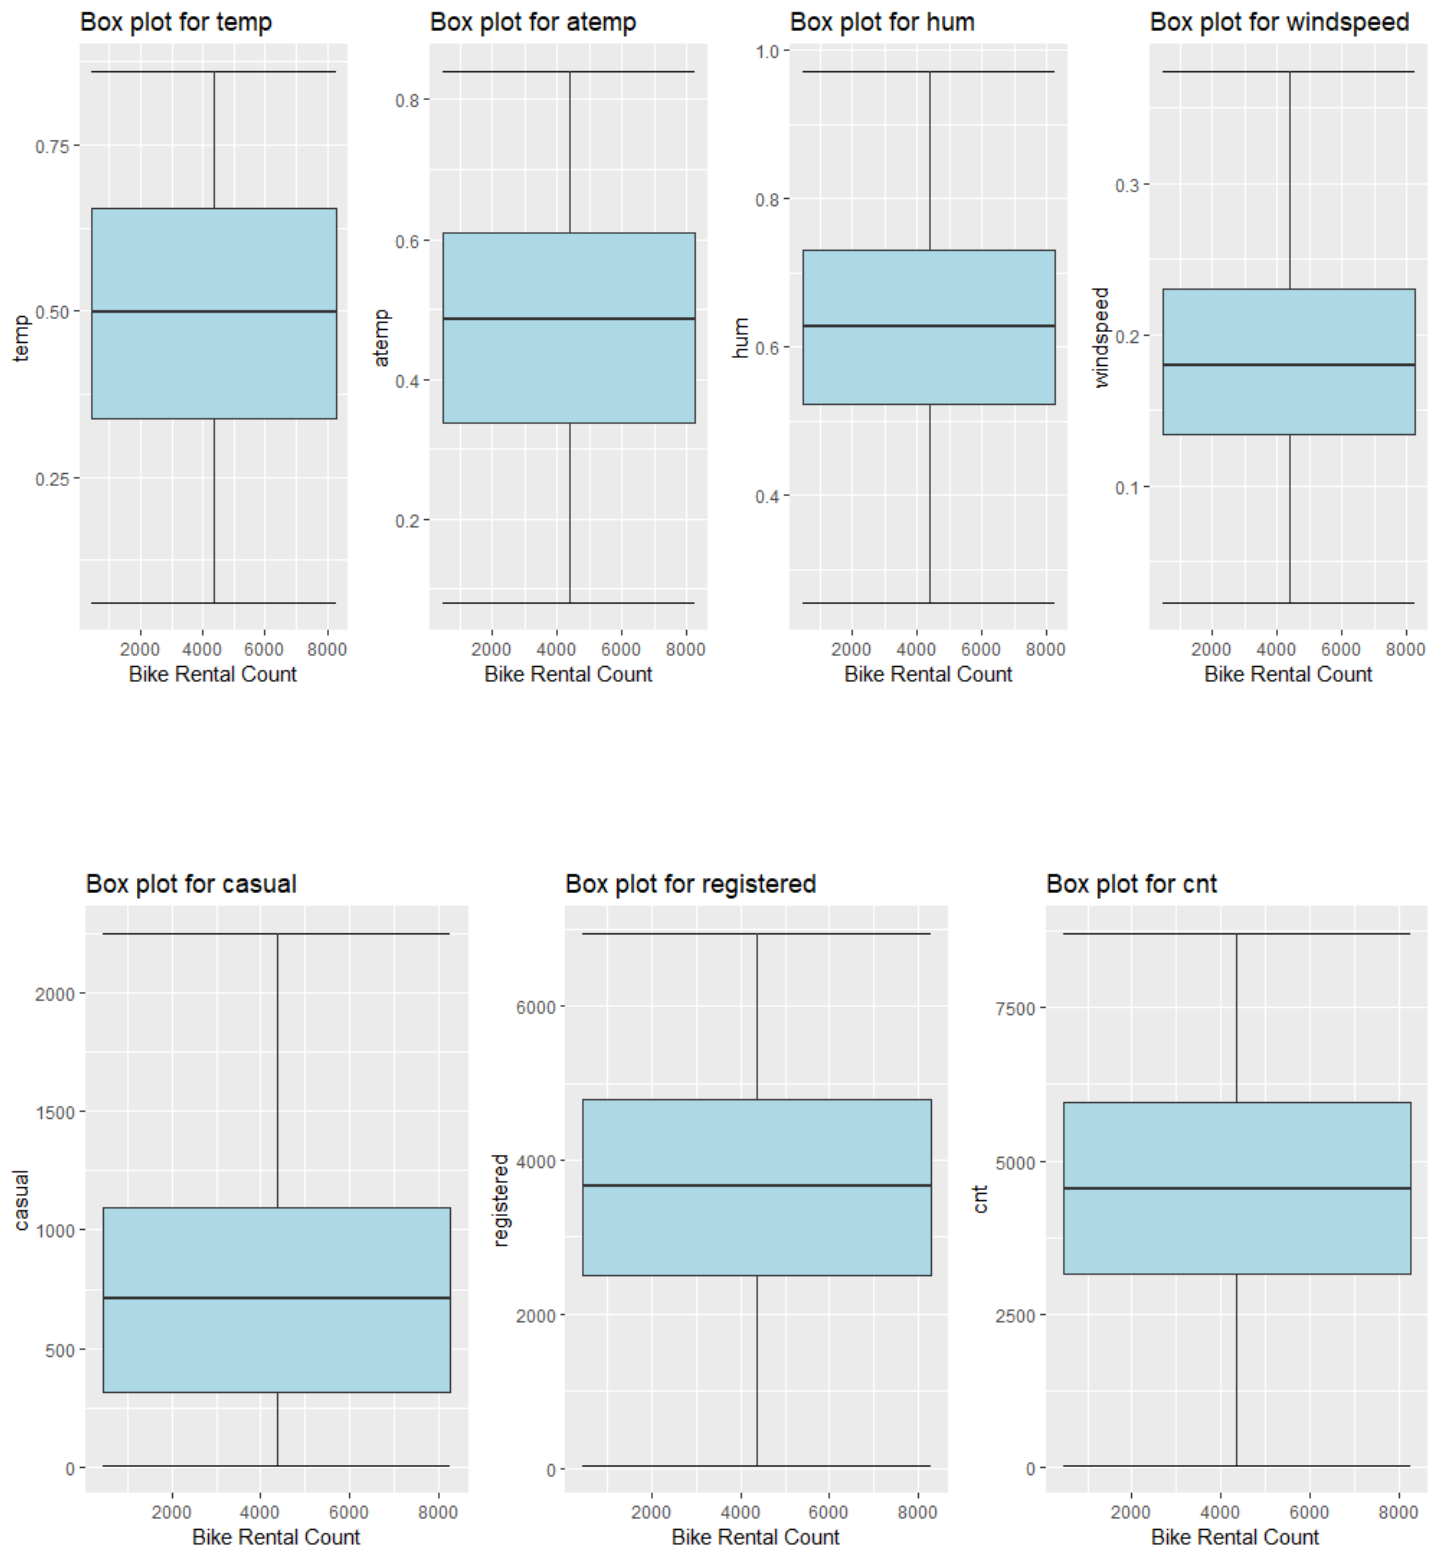 Box plot for temp
0.75
0.50
0.25
temp
2000 4000 6000 8000
Bike Rental Count
Box plot for atemp
0.8
0.6
0.4
0.2
atemp
2000 4000 6000 8000
Bike Rental Count
Box plot for hum
1.0
0.8
0.6
0.4
hum
2000 4000 6000 8000
Bike Rental Count
Box plot for windspeed
0.3
0.2
0.1
windspeed
2000 4000 6000 8000
Bike Rental Count
Box plot for casual
2000
1500
1000
500
0
casual
2000 4000 6000 8000
Bike Rental Count
Box plot for registered
6000
4000
2000
0
registered
2000 4000 6000 8000
Bike Rental Count
Box plot for cnt
7500
5000
2500
0
cnt
2000 4000 6000 8000
Bike Rental Count